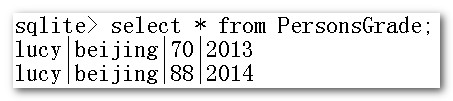 sqlite> select * from PersonsGrade;
lucy|beijing|70|2013
lucy|beijing|88|2014